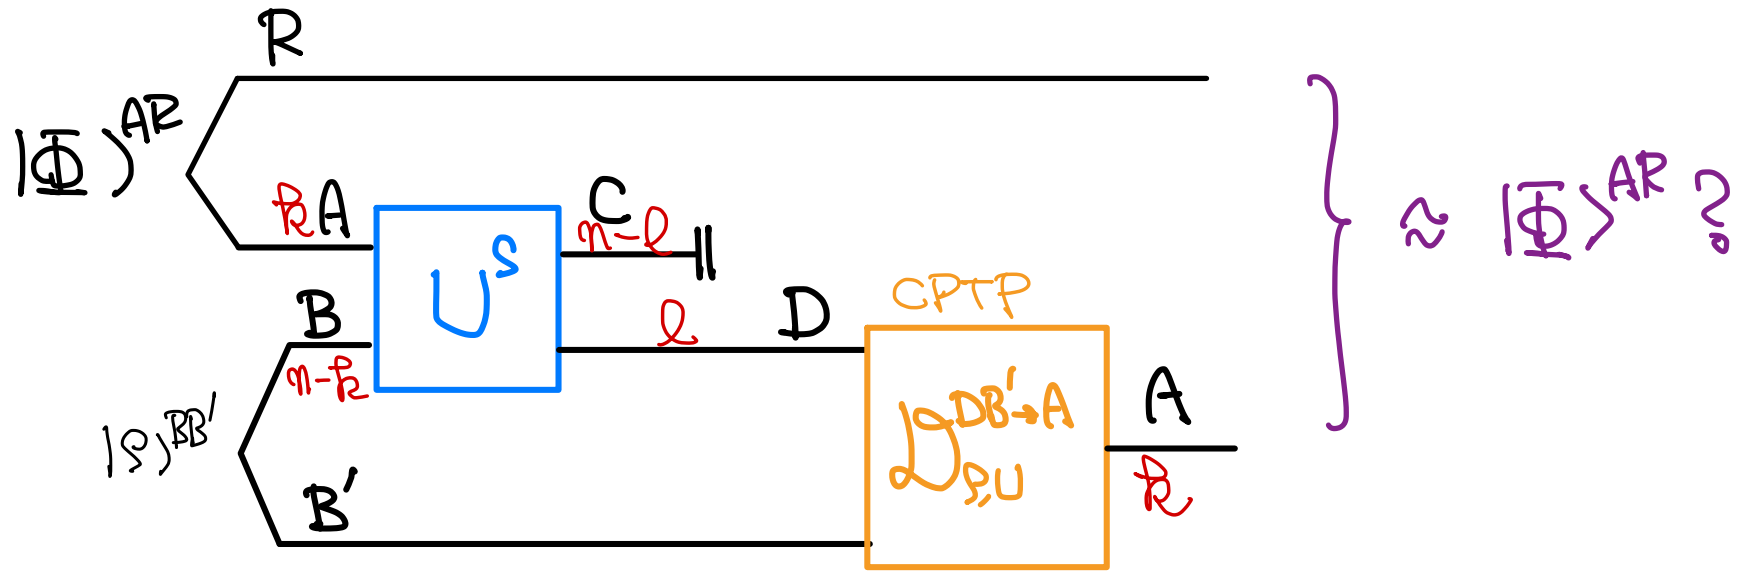 R
|Φ⟩^{AR}
k A
U^S
C
n-ℓ
ℓ
D
B
n-k
|ρ⟩^{BB'}
B'
CPTP
𝒟^{DB'→A}_{ρ,U}
A
k
≈ |Φ⟩^{AR} ?